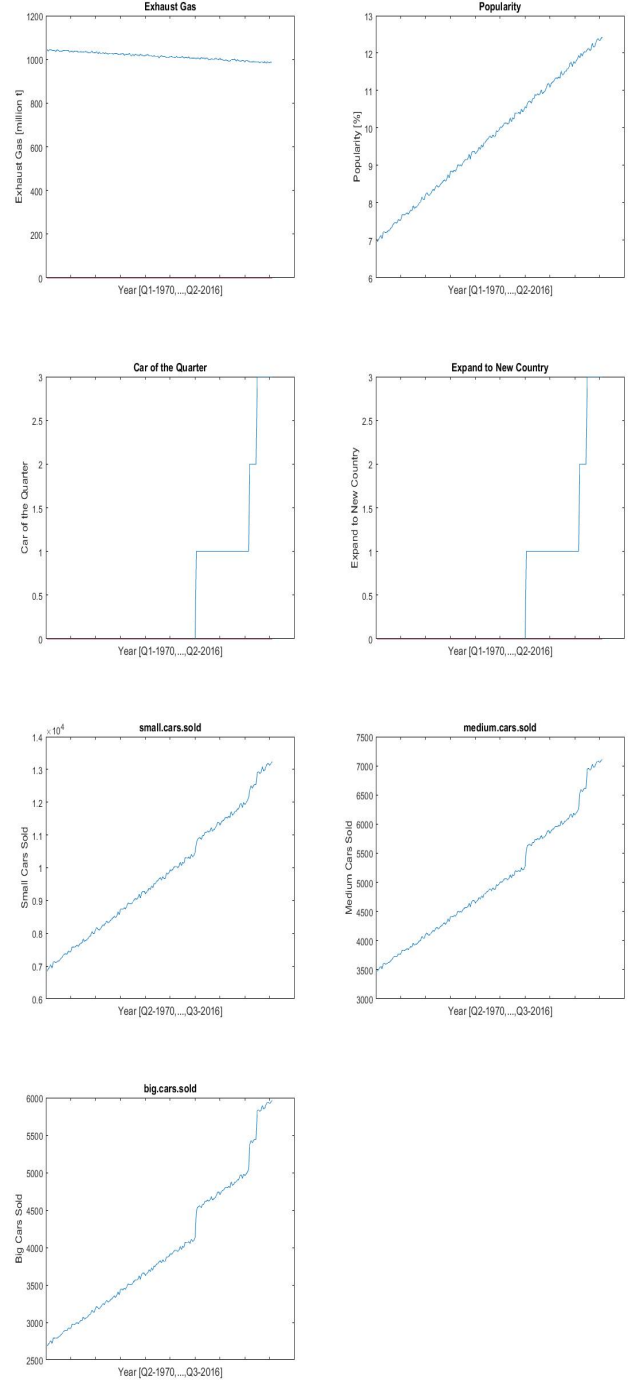 Exhaust Gas
1200
1000
800
600
400
200
0
Exhaust Gas [million t]
Year [Q1-1970,...,Q2-2016]
Popularity
13
12
11
10
9
8
7
6
Popularity [%]
Year [Q1-1970,...,Q2-2016]
Car of the Quarter
3
2.5
2
1.5
1
0.5
0
Car of the Quarter
Year [Q1-1970,...,Q2-2016]
Expand to New Country
3
2.5
2
1.5
1
0.5
0
Expand to New Country
Year [Q1-1970,...,Q2-2016]
small.cars.sold
×10⁴
1.4
1.3
1.2
1.1
1
0.9
0.8
0.7
0.6
Small Cars Sold
Year [Q2-1970,...,Q3-2016]
medium.cars.sold
7500
7000
6500
6000
5500
5000
4500
4000
3500
3000
Medium Cars Sold
Year [Q2-1970,...,Q3-2016]
big.cars.sold
6000
5500
5000
4500
4000
3500
3000
2500
Big Cars Sold
Year [Q2-1970,...,Q3-2016]